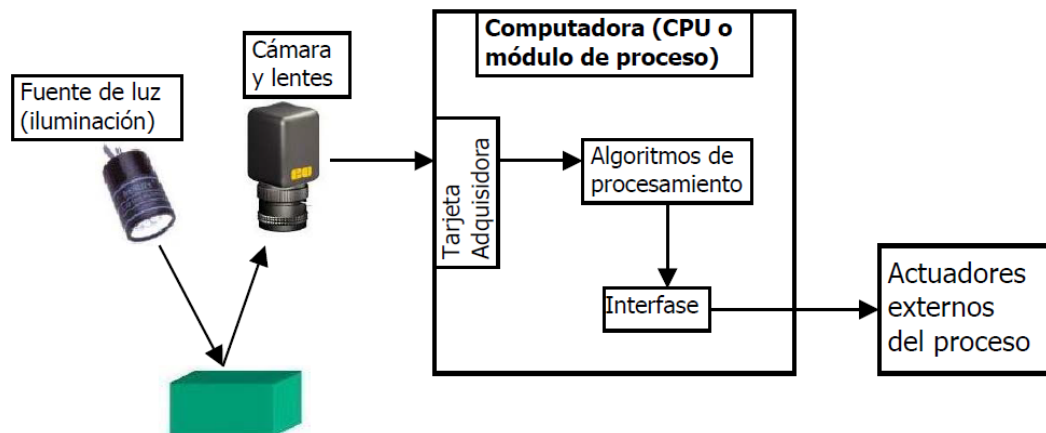 Fuente de luz
(iluminación)
Cámara
y lentes
Computadora (CPU o
módulo de proceso)
Tarjeta
Adquisidora
Algoritmos de
procesamiento
Interfase
Actuadores
externos
del proceso